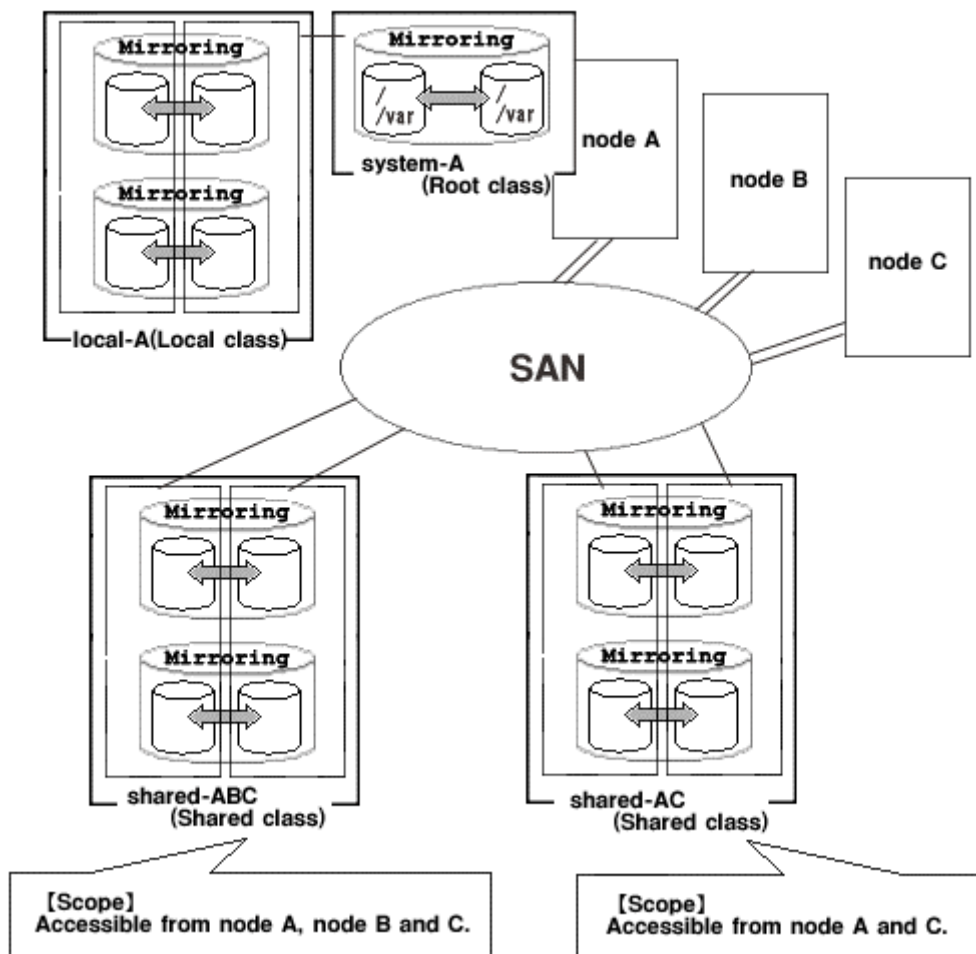 Mirroring
Mirroring
local-A(Local class)
Mirroring
/ /
/var /var
system-A
(Root class)
node A
node B
node C
SAN
Mirroring
Mirroring
shared-ABC
(Shared class)
Mirroring
Mirroring
shared-AC
(Shared class)
【Scope】
Accessible from node A, node B and C.
【Scope】
Accessible from node A and C.